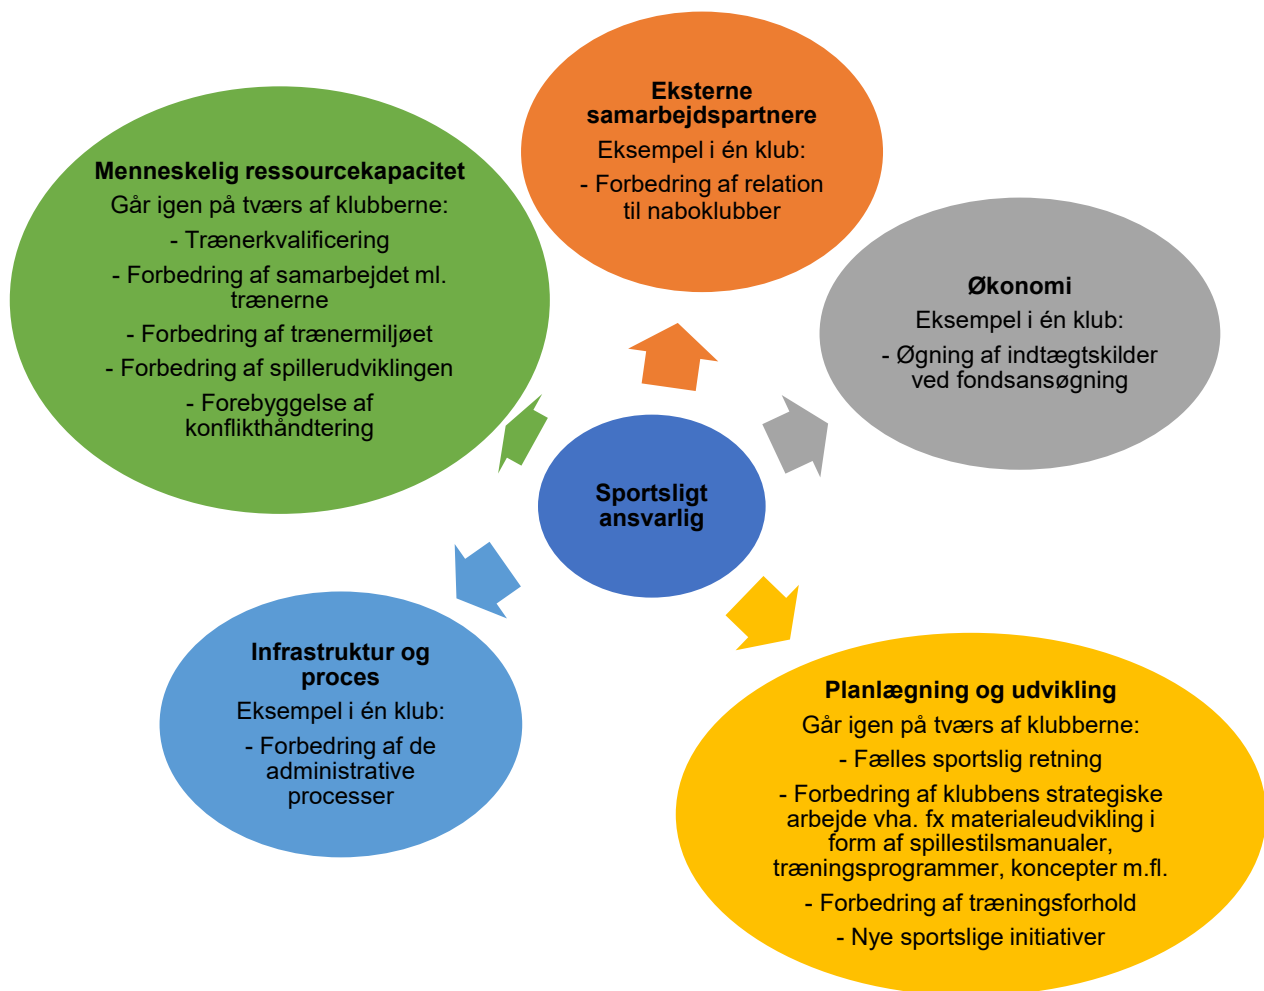 Eksterne
samarbejdspartnere
Eksempel i én klub:
- Forbedring af relation
til naboklubber
Menneskelig ressourcekapacitet
Går igen på tværs af klubberne:
- Trænerkvalificering
- Forbedring af samarbejdet ml.
trænerne
- Forbedring af trænermiljøet
- Forbedring af spillerudviklingen
- Forebyggelse af
konflikthåndtering
Økonomi
Eksempel i én klub:
- Øgning af indtægtskilder
ved fondsansøgning
Sportsligt
ansvarlig
Infrastruktur og
proces
Eksempel i én klub:
- Forbedring af de
administrative
processer
Planlægning og udvikling
Går igen på tværs af klubberne:
- Fælles sportslig retning
- Forbedring af klubbens strategiske
arbejde vha. fx materialeudvikling i
form af spillestilsmanualer,
træningsprogrammer, koncepter m.fl.
- Forbedring af træningsforhold
- Nye sportslige initiativer